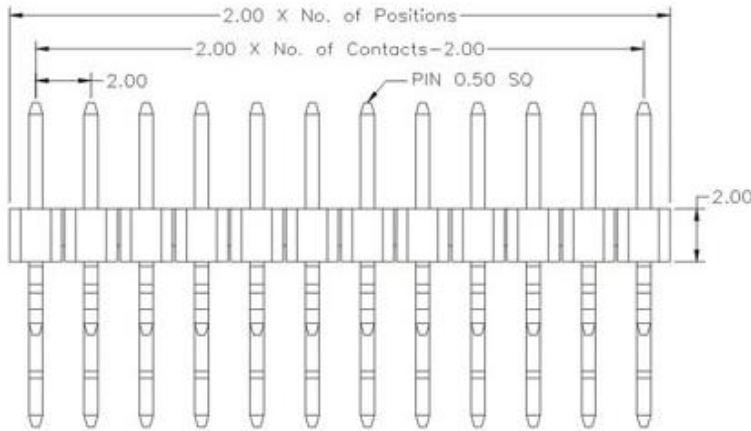 2.00 X No. of Positions
2.00 X No. of Contacts-2.00
2.00
PIN 0.50 SQ
2.00